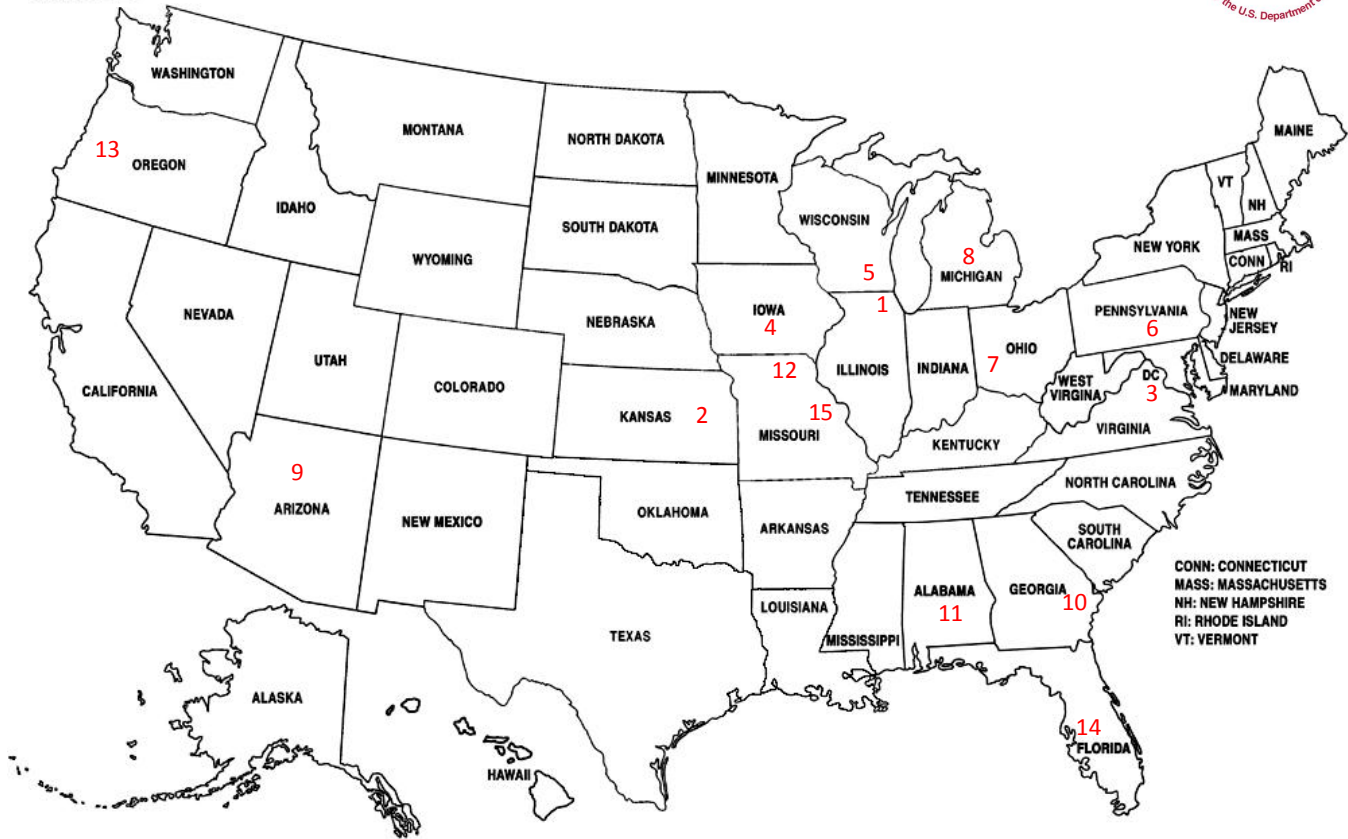 the U.S. Department
WASHINGTON
MONTANA
NORTH DAKOTA
MINNESOTA
MAINE
13
OREGON
IDAHO
SOUTH DAKOTA
WISCONSIN
VT
NH
MASS
NEW YORK
CONN
RI
WYOMING
5
8
MICHIGAN
NEVADA
NEBRASKA
IOWA
4
1
PENNSYLVANIA
6
NEW
JERSEY
UTAH
COLORADO
ILLINOIS
INDIANA
7
OHIO
DELAWARE
CALIFORNIA
12
WEST
VIRGINIA
DC
3
MARYLAND
KANSAS
2
15
MISSOURI
KENTUCKY
VIRGINIA
9
ARIZONA
NEW MEXICO
OKLAHOMA
ARKANSAS
TENNESSEE
NORTH CAROLINA
SOUTH
CAROLINA
CONN: CONNECTICUT
MASS: MASSACHUSETTS
NH: NEW HAMPSHIRE
RI: RHODE ISLAND
VT: VERMONT
TEXAS
LOUISIANA
MISSISSIPPI
ALABAMA
11
GEORGIA
10
ALASKA
HAWAII
14
FLORIDA